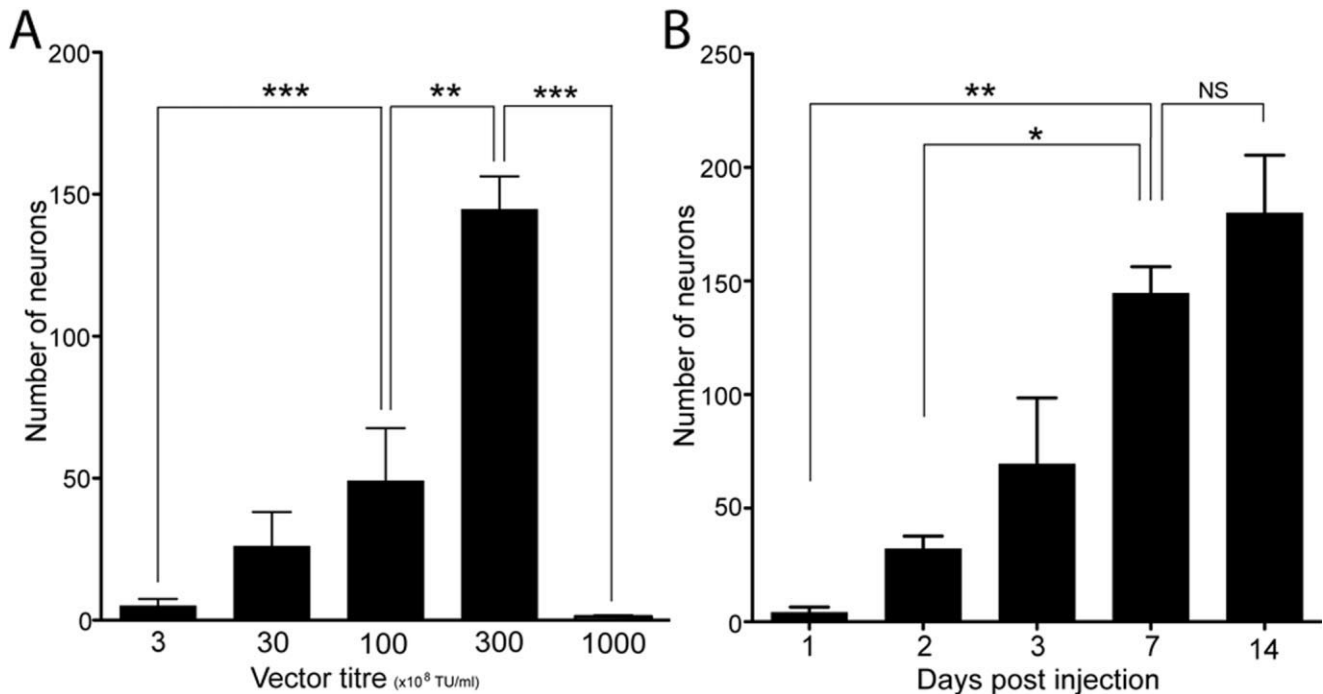 A
200
150
100
50
0
Number of neurons
***
**
***
3 30 100 300 1000
Vector titre (x10⁸ TU/ml)
B
250
200
150
100
50
0
Number of neurons
**
NS
*
1 2 3 7 14
Days post injection